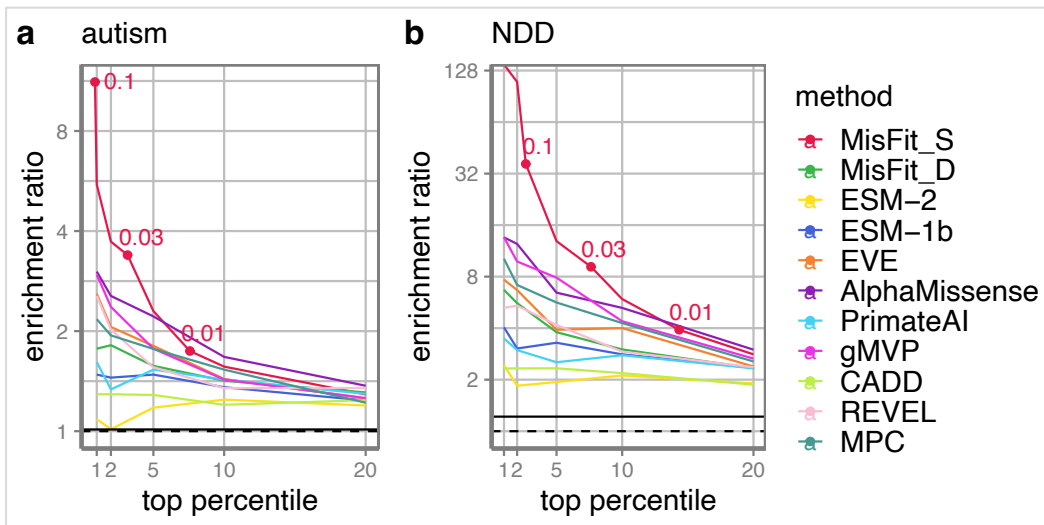 a autism
b NDD
enrichment ratio
8
4
2
1
0.1
0.03
0.01
1 2 5 10 20
top percentile
enrichment ratio
128
32
8
2
0.1
0.03
0.01
1 2 5 10 20
top percentile
method
a MisFit_S
a MisFit_D
a ESM-2
a ESM-1b
a EVE
a AlphaMissense
a PrimateAI
a gMVP
a CADD
a REVEL
a MPC